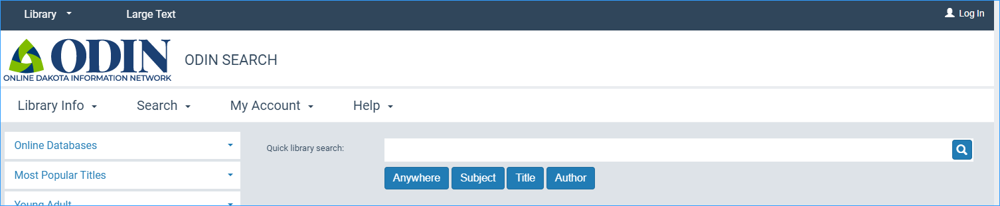 Library
Large Text
Log In
ODIN
ONLINE DAKOTA INFORMATION NETWORK
ODIN SEARCH
Library Info
Search
My Account
Help
Online Databases
Quick library search:
Most Popular Titles
Anywhere
Subject
Title
Author
Young Adult